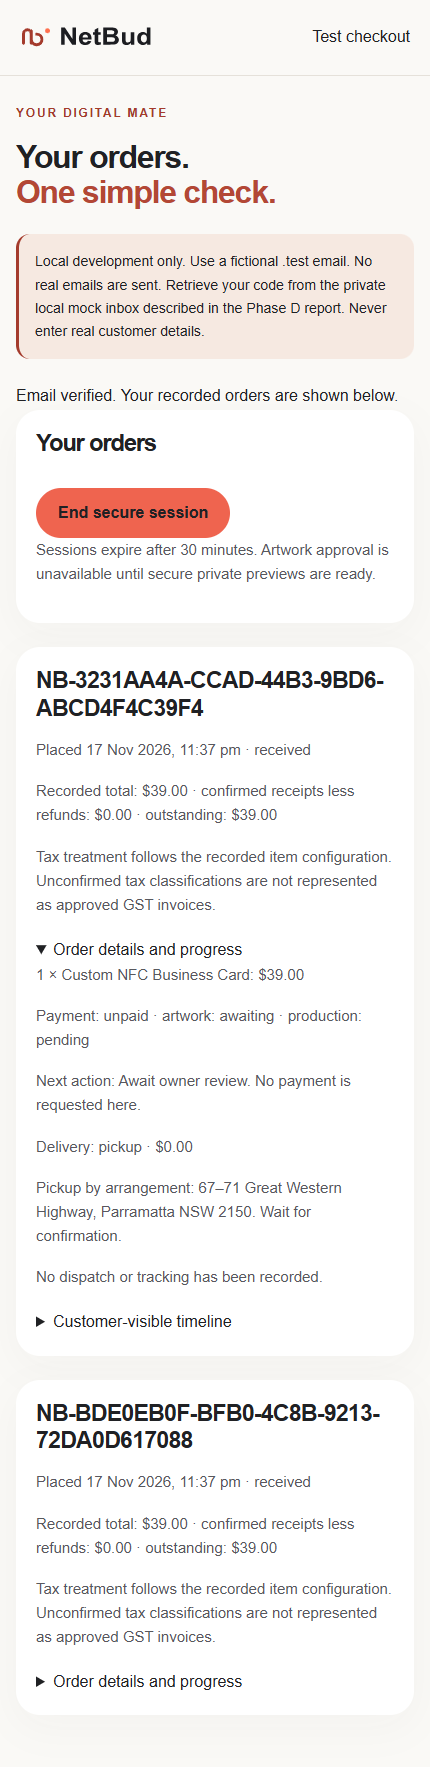 NetBud
Test checkout
YOUR DIGITAL MATE
Your orders.
One simple check.
Local development only. Use a fictional .test email. No
real emails are sent. Retrieve your code from the private
local mock inbox described in the Phase D report. Never
enter real customer details.
Email verified. Your recorded orders are shown below.
Your orders
End secure session
Sessions expire after 30 minutes. Artwork approval is
unavailable until secure private previews are ready.
NB-3231AA4A-CCAD-44B3-9BD6-
ABCD4F4C39F4
Placed 17 Nov 2026, 11:37 pm · received
Recorded total: $39.00 · confirmed receipts less
refunds: $0.00 · outstanding: $39.00
Tax treatment follows the recorded item configuration.
Unconfirmed tax classifications are not represented
as approved GST invoices.
▼ Order details and progress
1 × Custom NFC Business Card: $39.00
Payment: unpaid · artwork: awaiting · production:
pending
Next action: Await owner review. No payment is
requested here.
Delivery: pickup · $0.00
Pickup by arrangement: 67–71 Great Western
Highway, Parramatta NSW 2150. Wait for
confirmation.
No dispatch or tracking has been recorded.
▶ Customer-visible timeline
NB-BDE0EB0F-BFB0-4C8B-9213-
72DA0D617088
Placed 17 Nov 2026, 11:37 pm · received
Recorded total: $39.00 · confirmed receipts less
refunds: $0.00 · outstanding: $39.00
Tax treatment follows the recorded item configuration.
Unconfirmed tax classifications are not represented
as approved GST invoices.
▶ Order details and progress